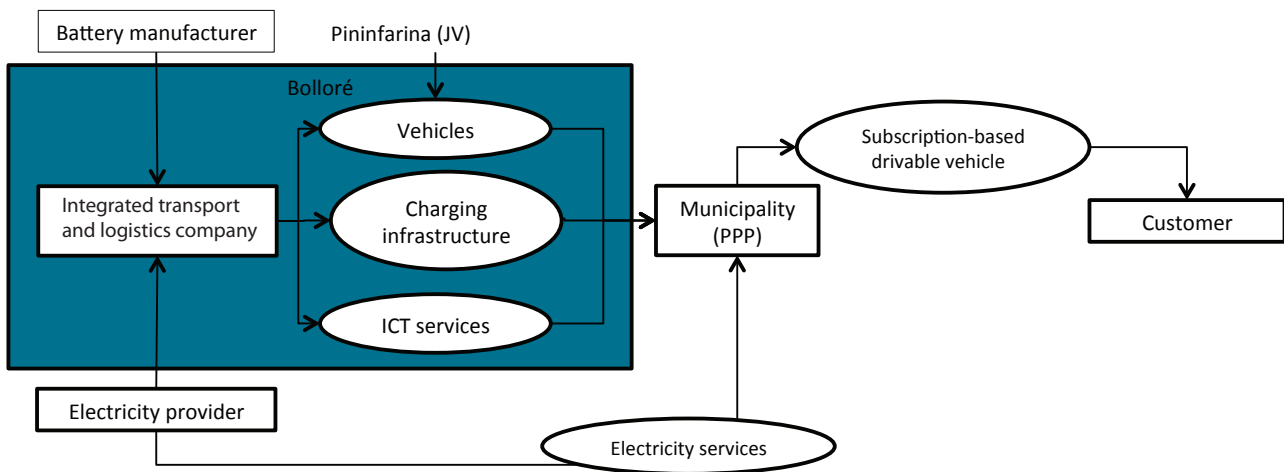 Battery manufacturer
Pininfarina (JV)
Bolloré
Vehicles
Subscription-based
drivable vehicle
Integrated transport
and logistics company
Charging
infrastructure
Municipality
(PPP)
Customer
ICT services
Electricity provider
Electricity services